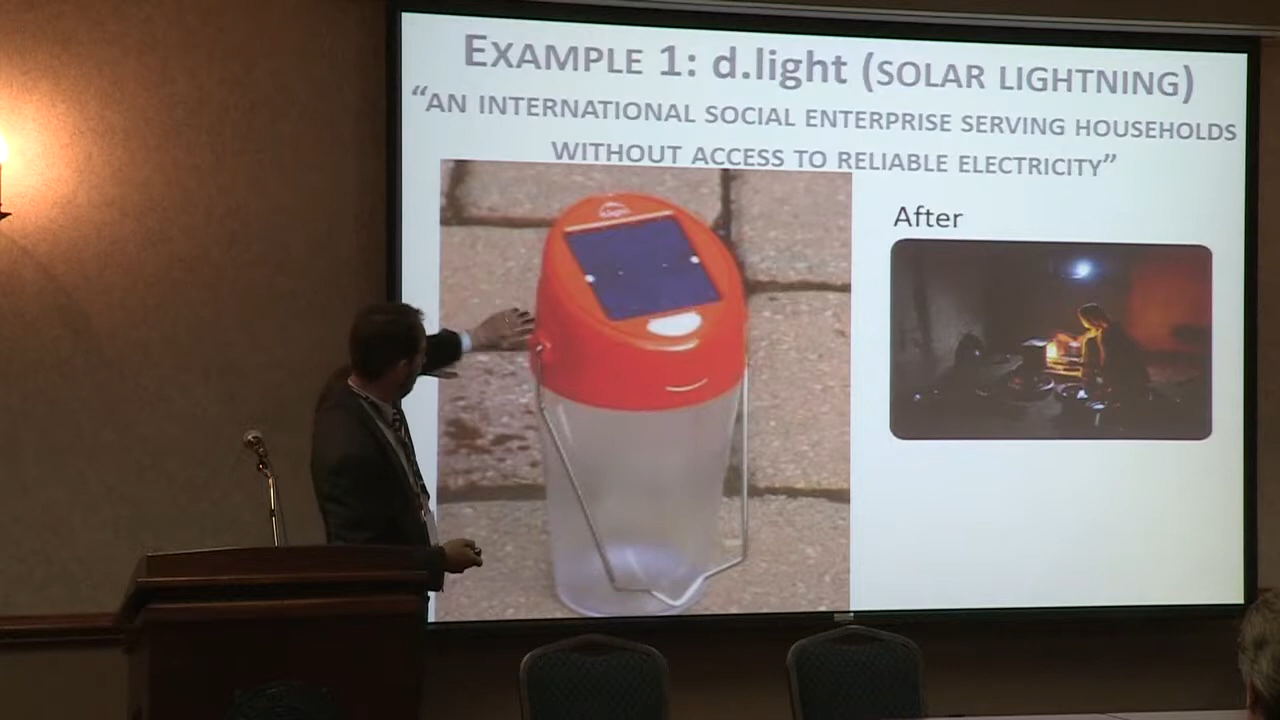 EXAMPLE 1: d.light (SOLAR LIGHTNING)
“AN INTERNATIONAL SOCIAL ENTERPRISE SERVING HOUSEHOLDS
WITHOUT ACCESS TO RELIABLE ELECTRICITY”
After